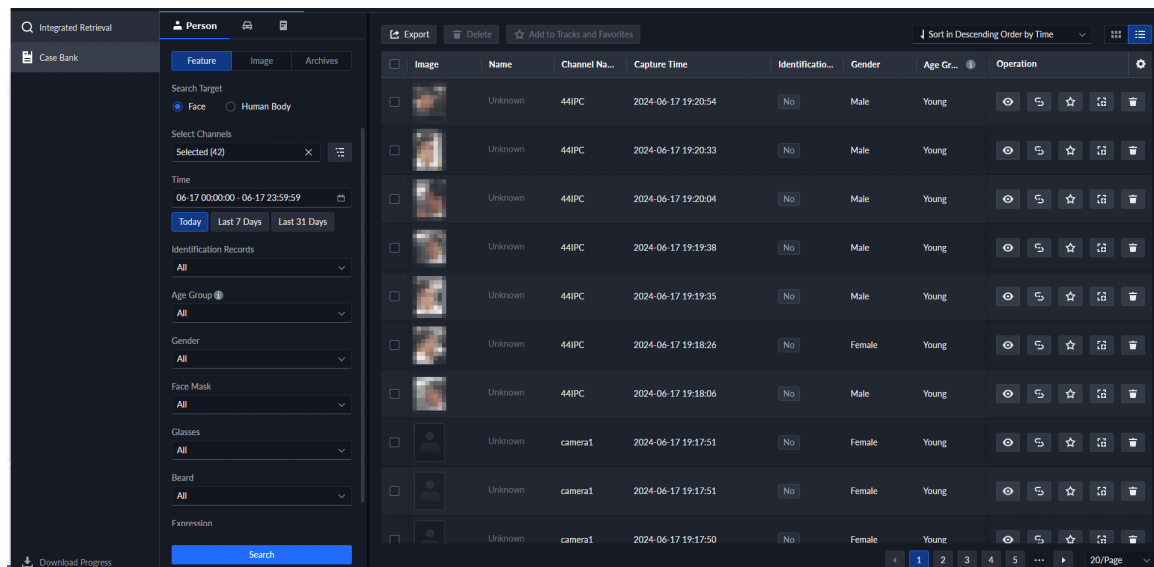 Integrated Retrieval
Case Bank
Download Progress
Person
Feature Image Archives
Search Target
Face Human Body
Select Channels
Selected (42)
Time
06-17 00:00:00 - 06-17 23:59:59
Today Last 7 Days Last 31 Days
Identification Records
All
Age Group
All
Gender
All
Face Mask
All
Glasses
All
Beard
All
Expression
Search
Export Delete Add to Tracks and Favorites Sort in Descending Order by Time
Image Name Channel Na... Capture Time Identificatio... Gender Age Gr... Operation
Unknown 44IPC 2024-06-17 19:20:54 No Male Young
Unknown 44IPC 2024-06-17 19:20:33 No Male Young
Unknown 44IPC 2024-06-17 19:20:04 No Male Young
Unknown 44IPC 2024-06-17 19:19:38 No Male Young
Unknown 44IPC 2024-06-17 19:19:35 No Male Young
Unknown 44IPC 2024-06-17 19:18:26 No Female Young
Unknown 44IPC 2024-06-17 19:18:06 No Male Young
Unknown camera1 2024-06-17 19:17:51 No Female Young
Unknown camera1 2024-06-17 19:17:51 No Female Young
Unknown camera1 2024-06-17 19:17:50 No Female Young
1 2 3 4 5 ... 20/Page